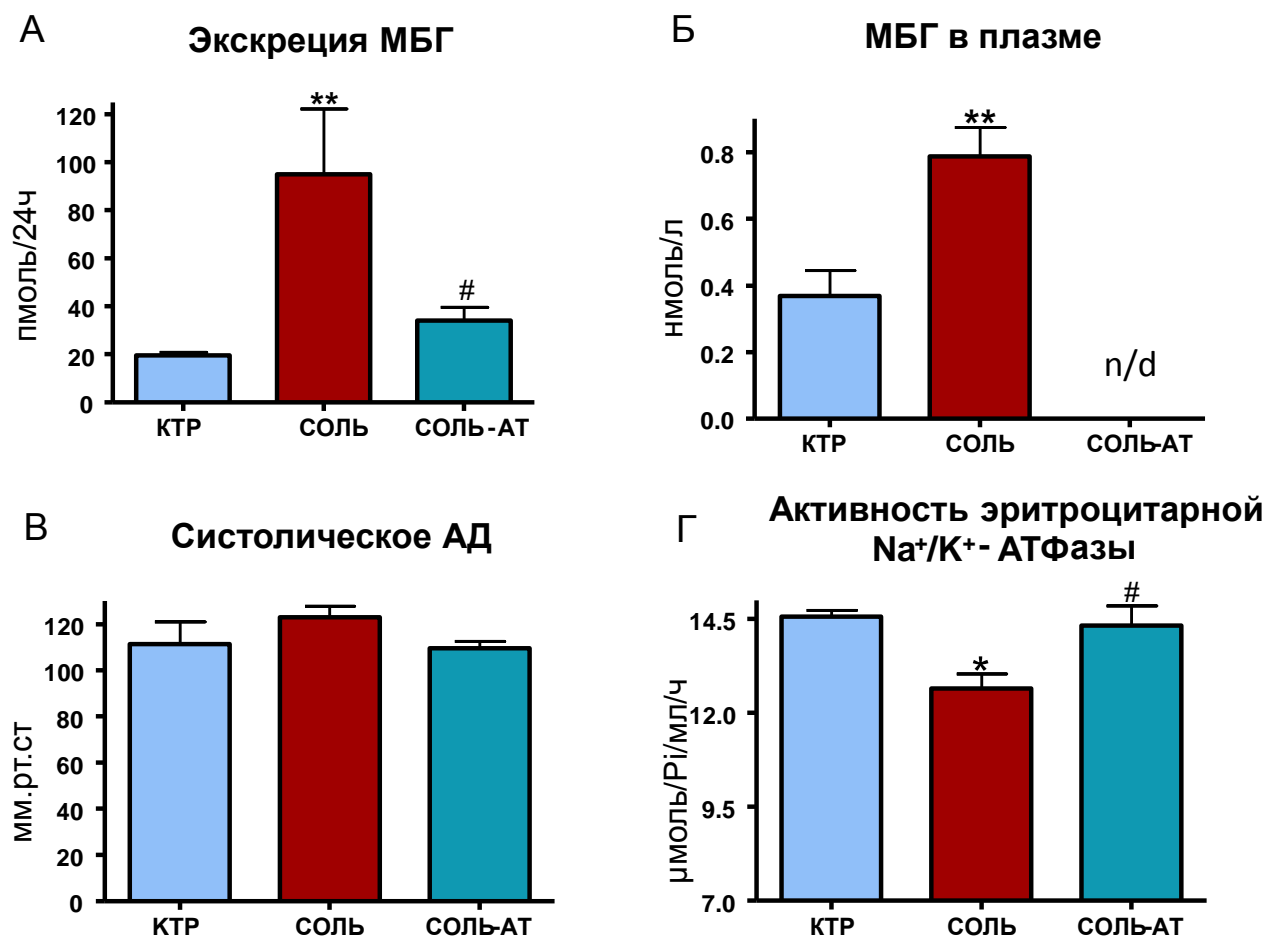 А
Экскреция МБГ
пмоль/24ч
120
100
80
60
40
20
0
**
#
КТР
СОЛЬ
СОЛЬ-АТ
Б
МБГ в плазме
нмоль/л
0.8
0.6
0.4
0.2
0.0
**
n/d
КТР
СОЛЬ
СОЛЬ-АТ
В
Систолическое АД
мм.рт.ст
120
100
80
60
40
20
0
КТР
СОЛЬ
СОЛЬ-АТ
Г
Активность эритроцитарной
Na⁺/K⁺- АТФазы
µмоль/Pi/мл/ч
14.5
12.0
9.5
7.0
*
#
КТР
СОЛЬ
СОЛЬ-АТ